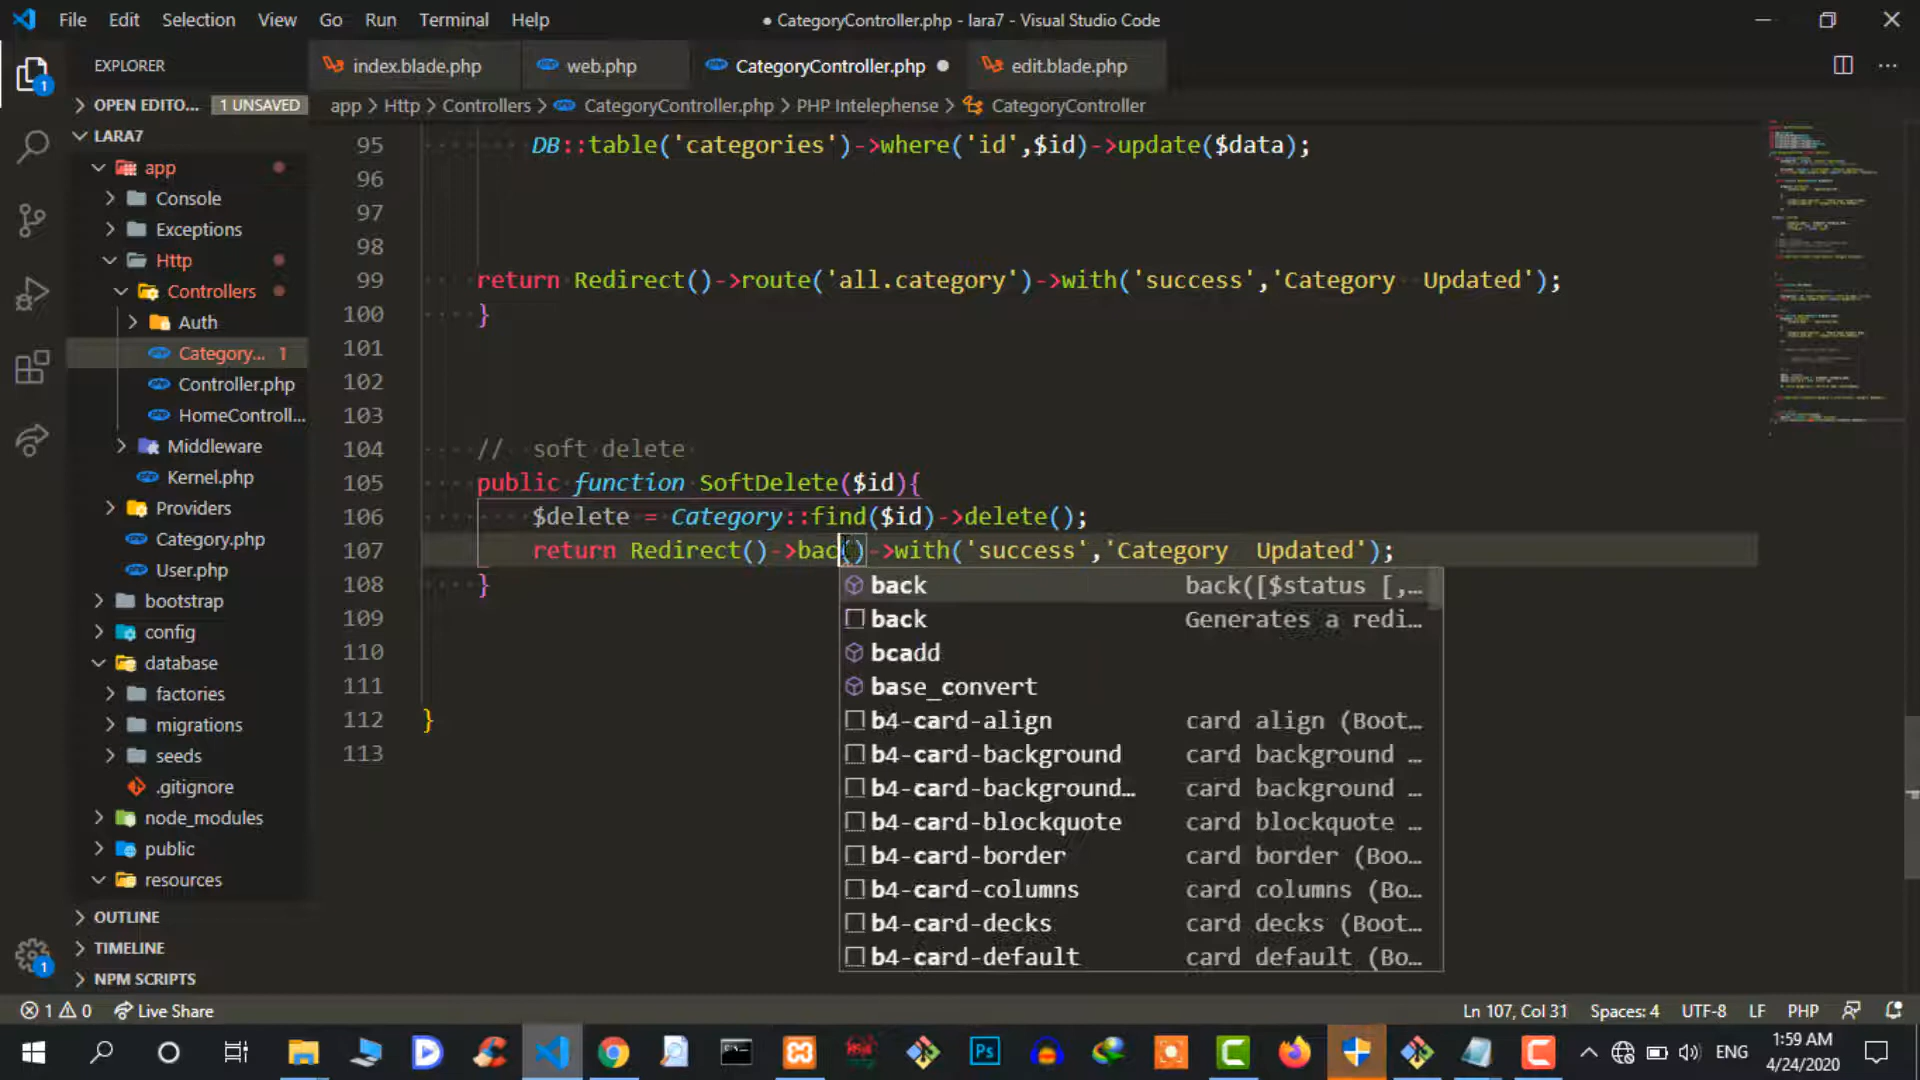 File Edit Selection View Go Run Terminal Help
● CategoryController.php - lara7 - Visual Studio Code
EXPLORER
index.blade.php
web.php
CategoryController.php ●
edit.blade.php
OPEN EDITO... 1 UNSAVED
app > Http > Controllers > CategoryController.php > PHP Intelephense > CategoryController
LARA7
app
Console
Exceptions
Http
Controllers
Auth
Category... 1
Controller.php
HomeControll...
Middleware
Kernel.php
Providers
Category.php
User.php
bootstrap
config
database
factories
migrations
seeds
.gitignore
node_modules
public
resources
OUTLINE
TIMELINE
NPM SCRIPTS
95 DB::table('categories')->where('id',$id)->update($data);
96
97
98
99 return Redirect()->route('all.category')->with('success','Category  Updated');
100 }
101
102
103
104 //  soft delete
105 public function SoftDelete($id){
106 $delete = Category::find($id)->delete();
107 return Redirect()->bac()->with('success','Category  Updated');
108 }
109
110
111
112 }
113
back back([$status [,…
back Generates a redi…
bcadd
base_convert
b4-card-align card align (Boot…
b4-card-background card background …
b4-card-background… card background …
b4-card-blockquote card blockquote …
b4-card-border card border (Boo…
b4-card-columns card columns (Bo…
b4-card-decks card decks (Boot…
b4-card-default card default (Bo…
1
1
1 0 Live Share
Ln 107, Col 31 Spaces: 4 UTF-8 LF PHP
Ps
ENG
1:59 AM
4/24/2020